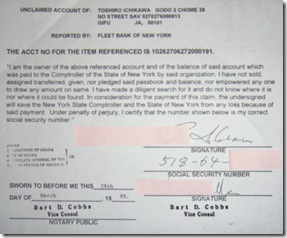 UNCLAIMED ACCOUNT OF: TOSHIRO ICHIKAWA GODO 2 CHOME 38
NO STREET SAV 0370276800813
GIFU JA, 50101
REPORTED BY: FLEET BANK OF NEW YORK
THE ACCT NO FOR THE ITEM REFERENCED IS 10262706272000191.
"I am the owner of the above referenced account and of the balance of said account which
was paid to the Comptroller of the State of New York by said organization. I have not sold,
assigned transferred, given, nor pledged said passbook and balance, nor empowered any one
to draw any amount on same. I have made a diligent search for it and do not know where it is
nor where it could be found. In consideration for the payment of this claim, the undersigned
will save the New York State Comptroller and the State of New York from any loss because of
said payment. Under penalty of perjury, I certify that the number shown below is my correct
social security number."
SIGNATURE
518-64-
SOCIAL SECURITY NUMBER
SWORN TO BEFORE ME THIS 29th
DAY OF March 19 99.
SIGNATURE
Bart D. Cobbs
Vice Consul
NOTARY PUBLIC
Bart D. Cobbs
Vice Consul